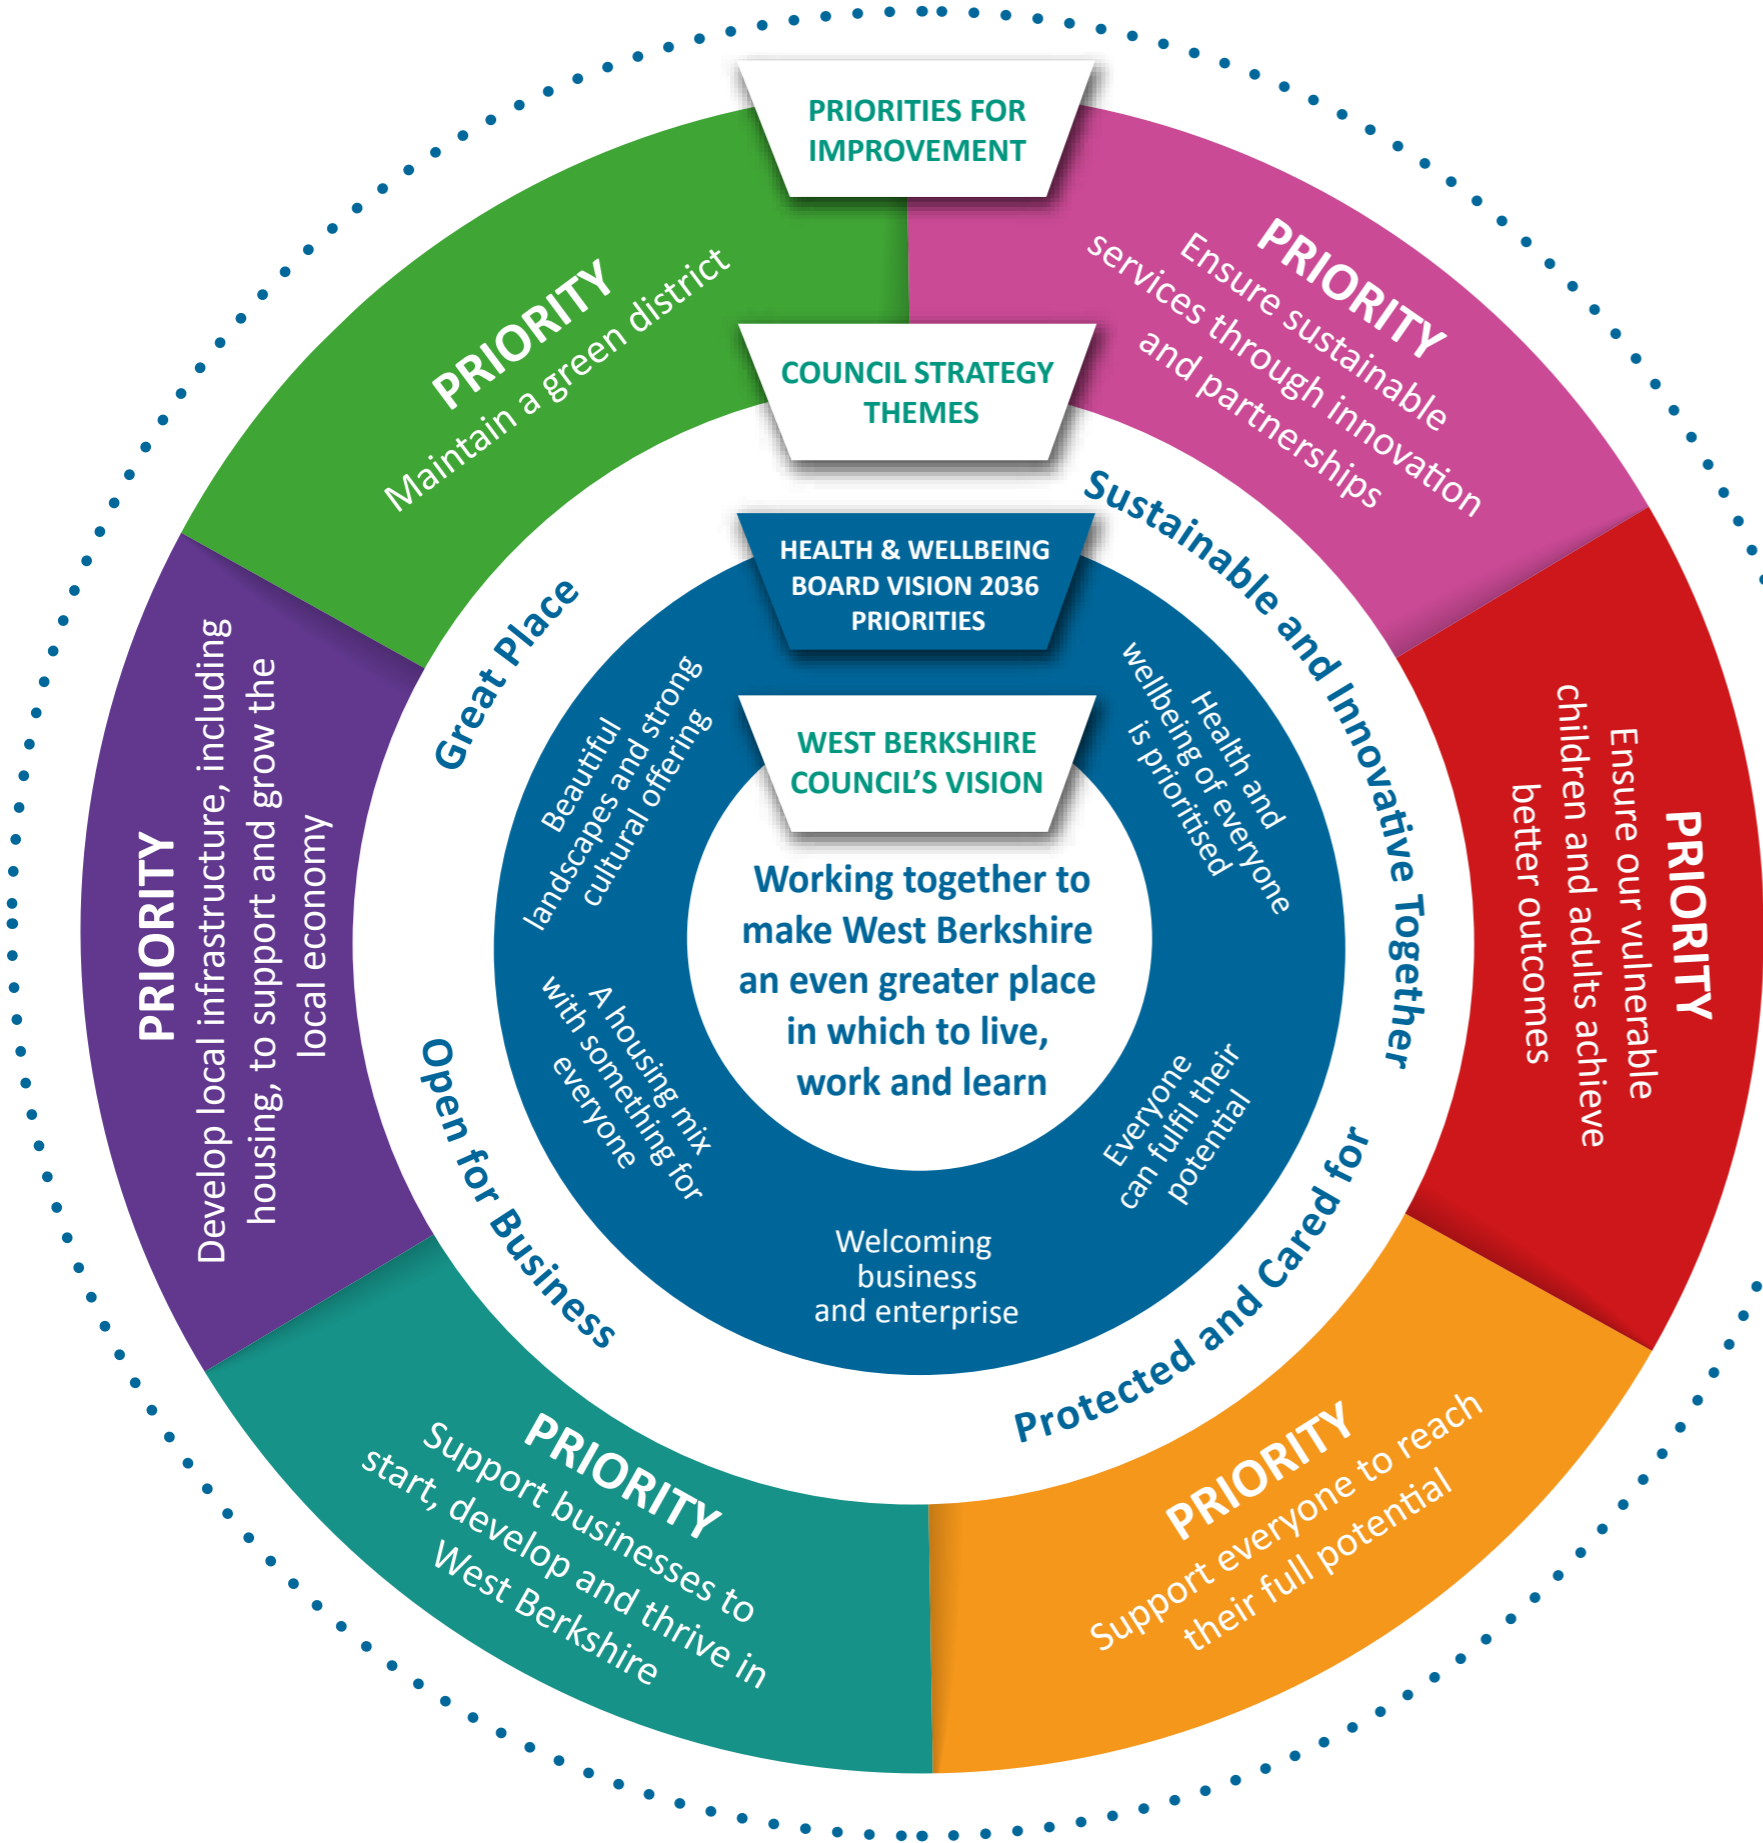 PRIORITIES FOR
IMPROVEMENT
PRIORITY
Maintain a green district
PRIORITY
Ensure sustainable
services through innovation
and partnerships
PRIORITY
Ensure our vulnerable
children and adults achieve
better outcomes
PRIORITY
Support everyone to reach
their full potential
PRIORITY
Support businesses to
start, develop and thrive in
West Berkshire
PRIORITY
Develop local infrastructure, including
housing, to support and grow the
local economy
COUNCIL STRATEGY
THEMES
Great Place
Sustainable and Innovative Together
Protected and Cared for
Open for Business
HEALTH & WELLBEING
BOARD VISION 2036
PRIORITIES
Beautiful
landscapes and strong
cultural offering
Health and
wellbeing of everyone
is prioritised
Everyone
can fulfil their
potential
Welcoming
business
and enterprise
A housing mix
with something for
everyone
WEST BERKSHIRE
COUNCIL’S VISION
Working together to
make West Berkshire
an even greater place
in which to live,
work and learn